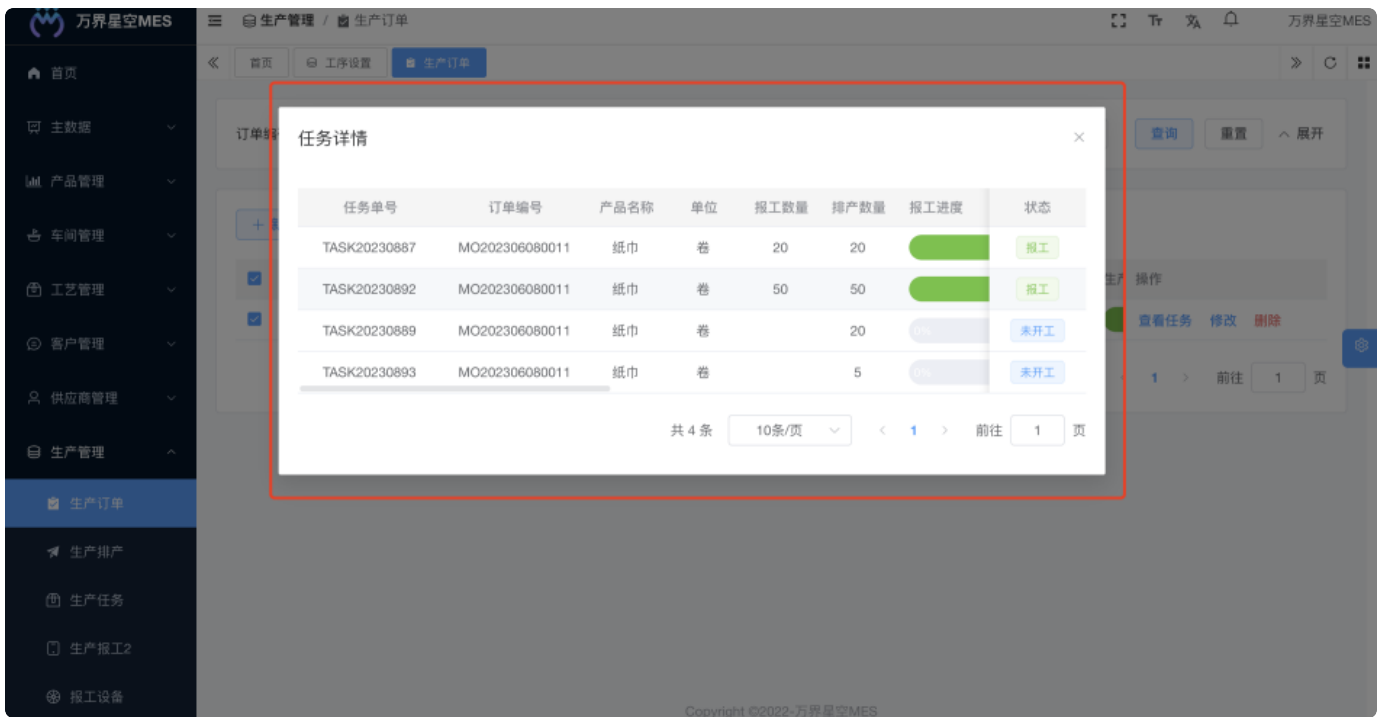 万界星空MES
生产管理 / 生产订单
万界星空MES
首页
工序设置
生产订单
首页
主数据
产品管理
车间管理
工艺管理
客户管理
供应商管理
生产管理
生产订单
生产排产
生产任务
生产报工2
报工设备
订单编
查询
重置
展开
任务详情
任务单号 订单编号 产品名称 单位 报工数量 排产数量 报工进度 状态
TASK20230887 MO202306080011 纸巾 卷 20 20 报工
TASK20230892 MO202306080011 纸巾 卷 50 50 报工
TASK20230889 MO202306080011 纸巾 卷 20 0% 未开工
TASK20230893 MO202306080011 纸巾 卷 5 0% 未开工
共 4 条 10条/页 1 前往 1 页
生产 操作
查看任务 修改 删除
1 前往 1 页
Copyright ©2022-万界星空MES